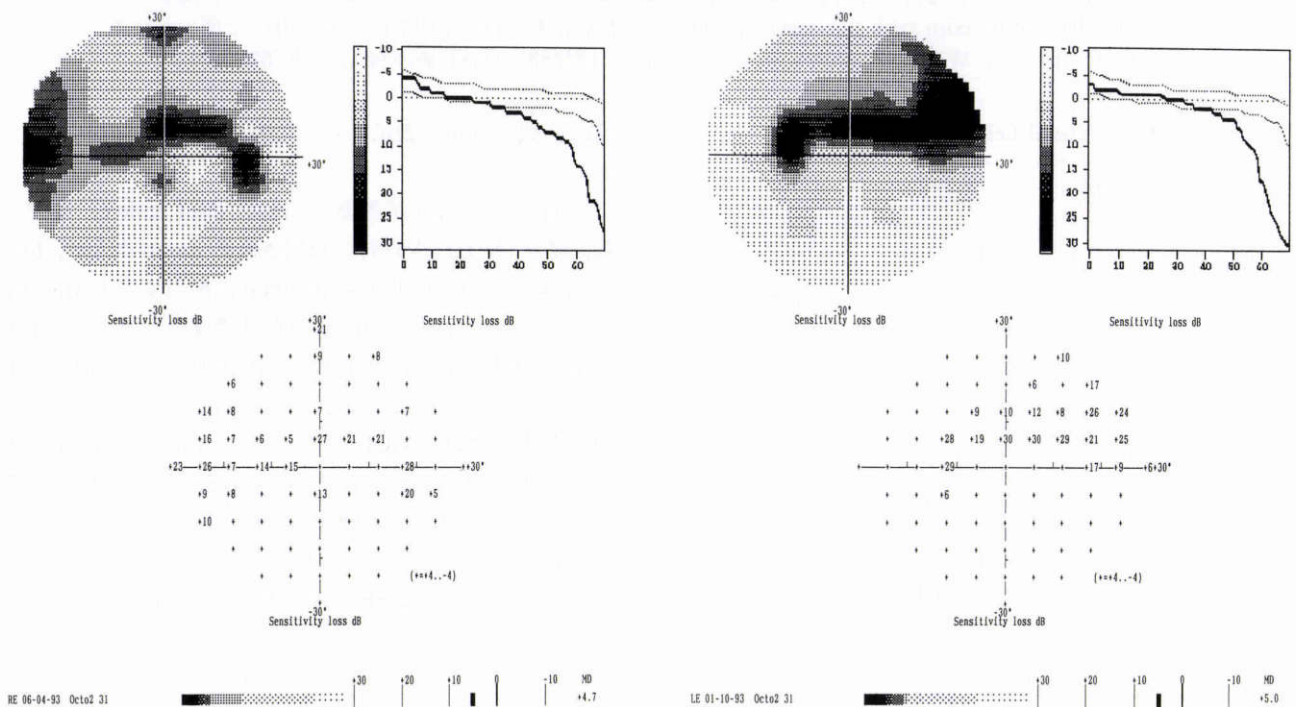 +30°
+30°
-30°
Sensitivity loss dB
-10
-5
0
5
10
15
20
25
30
0 10 20 30 40 50 60
Sensitivity loss dB
+30°
+21
+ +9 + +8
+6 + + + + + +
+14 +8 + + +7 + + +7 +
+16 +7 +6 +5 +27 +21 +21 + +
+23 +26 +7 +14 +15 + + +28 + +30°
+9 +8 + + +13 + + +20 +5
+10 + + + + + + + +
+ + + + + + +
+ + + + + (+=+4..-4)
-30°
Sensitivity loss dB
RE 06-04-93 Octo2 31
+30 +20 +10 0 -10 MD
+4.7
+30°
+30°
-30°
Sensitivity loss dB
-10
-5
0
5
10
15
20
25
30
0 10 20 30 40 50 60
Sensitivity loss dB
+30°
+ + + + +10
+ + + + +6 + +17
+ + + +9 +10 +12 +8 +26 +24
+ + +28 +19 +30 +30 +29 +21 +25
+ + +29 + + + +17 +9 +6+30°
+ + +6 + + + + + +
+ + + + + + + + +
+ + + + + + +
+ + + + + (+=+4..-4)
-30°
Sensitivity loss dB
LE 01-10-93 Octo2 31
+30 +20 +10 0 -10 MD
+5.0